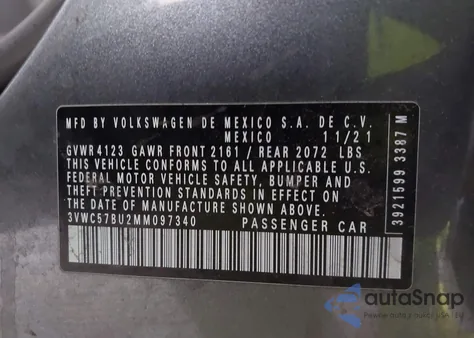 MFD BY VOLKSWAGEN DE MEXICO S.A. DE C.V.
MEXICO 11/21
GVWR 4123 GAWR FRONT 2161 / REAR 2072 LBS
THIS VEHICLE CONFORMS TO ALL APPLICABLE U.S.
FEDERAL MOTOR VEHICLE SAFETY, BUMPER AND
THEFT PREVENTION STANDARDS IN EFFECT ON
THE DATE OF MANUFACTURE SHOWN ABOVE.
3VWC57BU2MM097340 PASSENGER CAR
3921599 3387 M
autaSnap